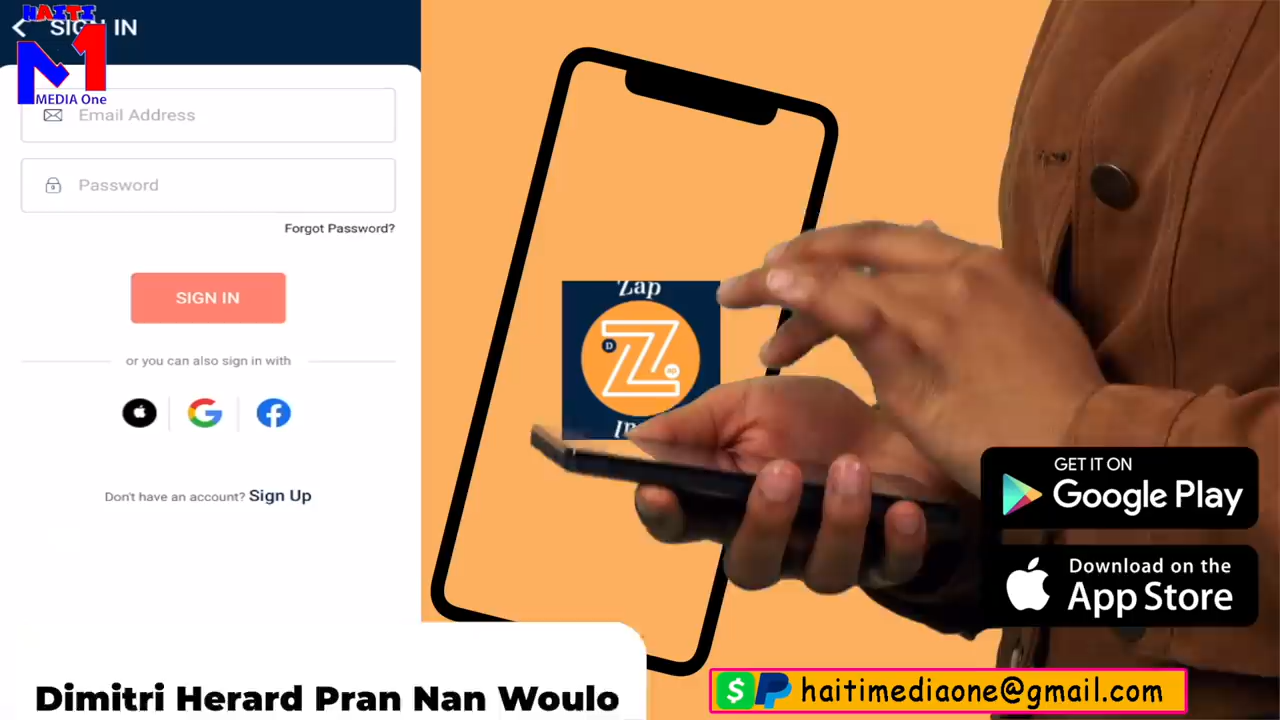 HAITI
M1
MEDIA One
SIGN IN
Email Address
Password
Forgot Password?
SIGN IN
or you can also sign in with
Don't have an account? Sign Up
Zap
D
Z
GET IT ON
Google Play
Download on the
App Store
Dimitri Herard Pran Nan Woulo
$ haitimediaone@gmail.com